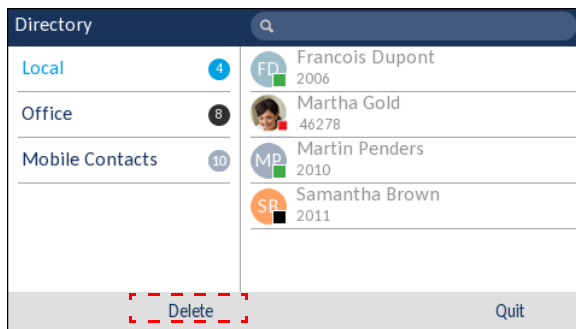 Directory
Local 4
Office 8
Mobile Contacts 10
FD Francois Dupont
2006
Martha Gold
46278
MP Martin Penders
2010
SB Samantha Brown
2011
Delete Quit